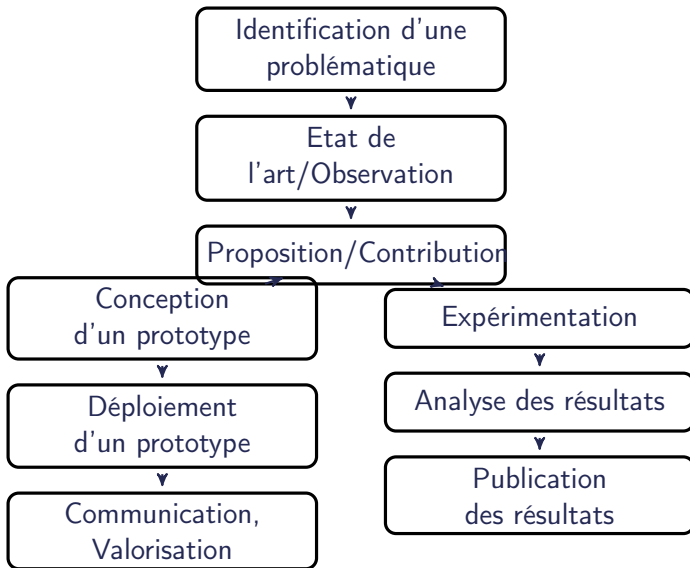 Identification d'une
problématique
Etat de
l'art/Observation
Proposition/Contribution
Conception
d'un prototype
Déploiement
d'un prototype
Communication,
Valorisation
Expérimentation
Analyse des résultats
Publication
des résultats